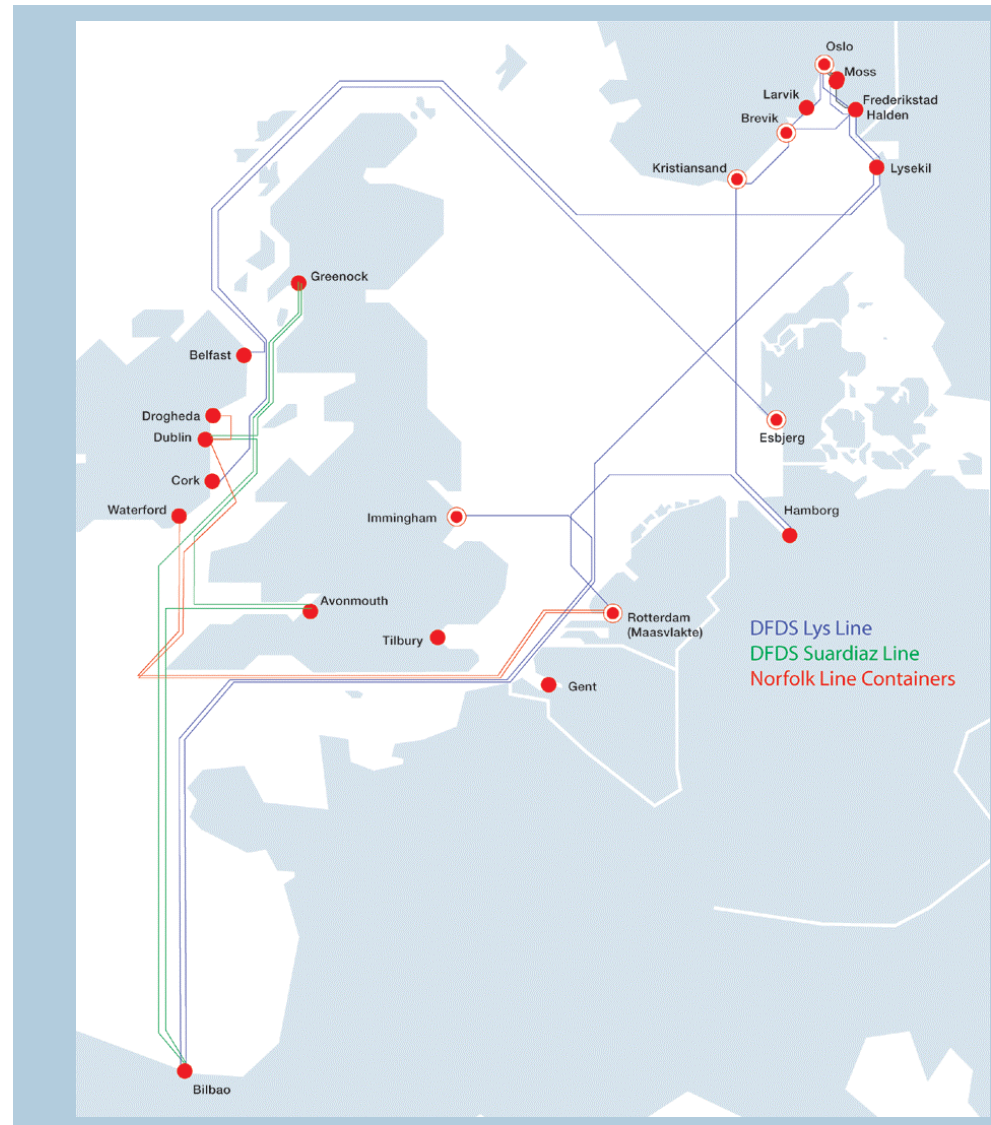 Oslo
Moss
Larvik
Frederikstad
Halden
Brevik
Kristiansand
Lysekil
Greenock
Belfast
Drogheda
Dublin
Esbjerg
Cork
Waterford
Immingham
Hamborg
Avonmouth
Rotterdam
(Maasvlakte)
Tilbury
DFDS Lys Line
DFDS Suardiaz Line
Norfolk Line Containers
Gent
Bilbao